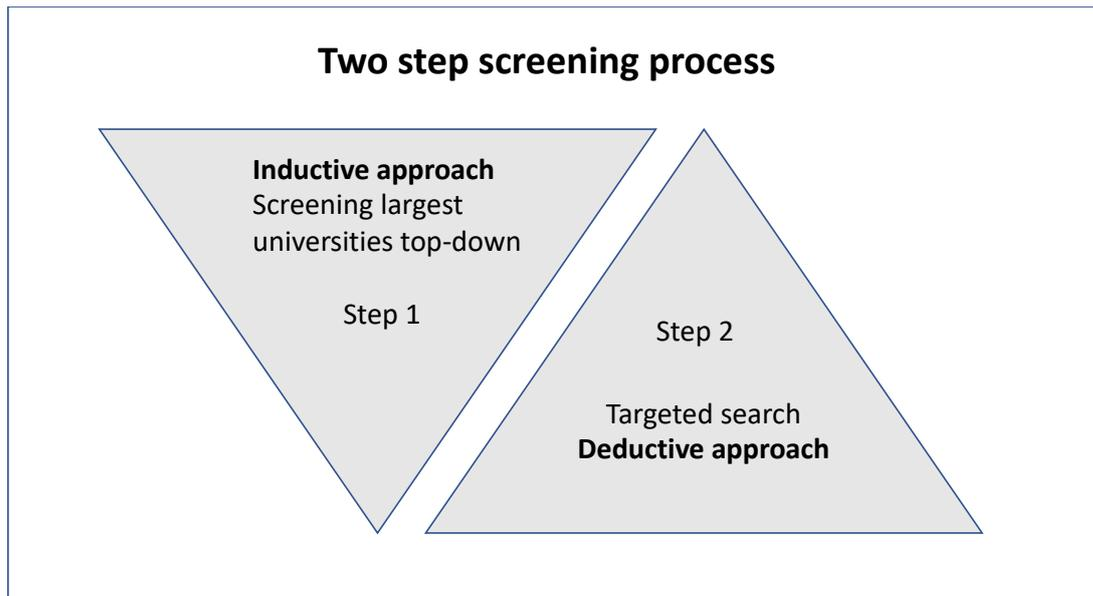 Two step screening process
Inductive approach
Screening largest
universities top-down
Step 1
Step 2
Targeted search
Deductive approach